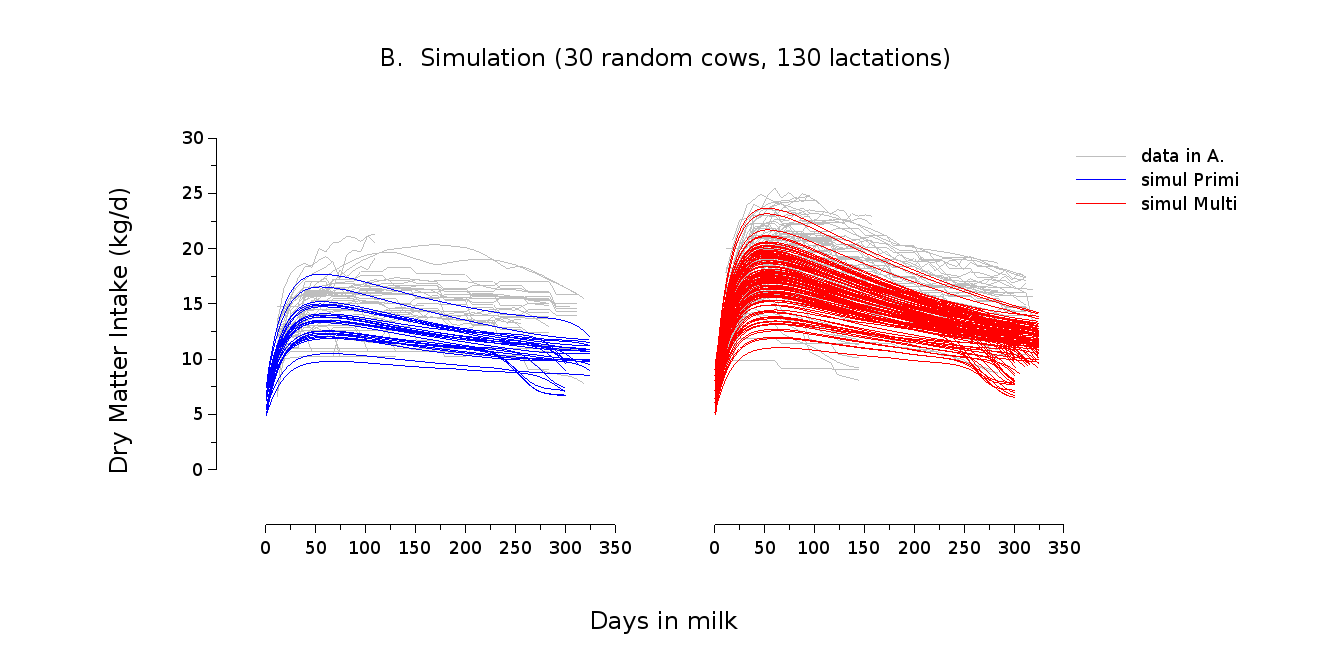 B.  Simulation (30 random cows, 130 lactations)
30
25
20
15
10
5
0
Dry Matter Intake (kg/d)
data in A.
simul Primi
simul Multi
0 50 100 150 200 250 300 350
0 50 100 150 200 250 300 350
Days in milk